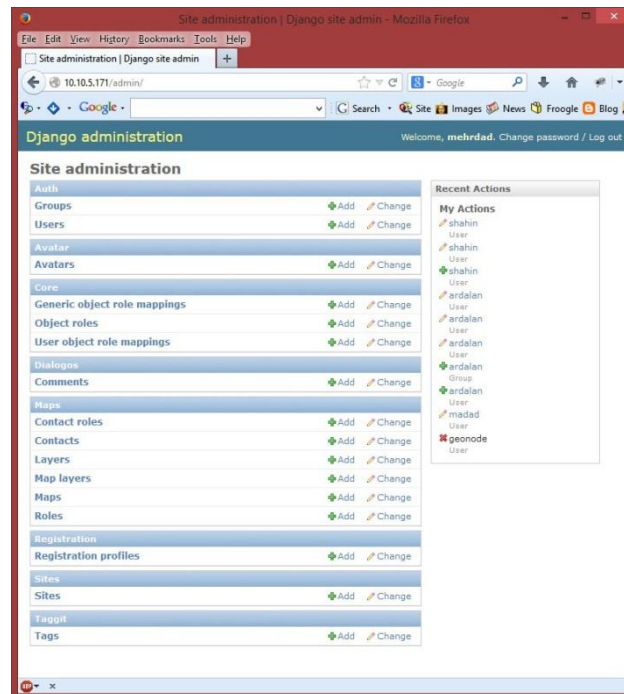 Site administration | Django site admin - Mozilla Firefox
File Edit View History Bookmarks Tools Help
Site administration | Django site admin
10.10.5.171/admin/
Google
Google
Search
Site
Images
News
Froogle
Blog
Django administration
Welcome, mehrdad. Change password / Log out
Site administration
Auth
Groups Add Change
Users Add Change
Avatar
Avatars Add Change
Core
Generic object role mappings Add Change
Object roles Add Change
User object role mappings Add Change
Dialogos
Comments Add Change
Maps
Contact roles Add Change
Contacts Add Change
Layers Add Change
Map layers Add Change
Maps Add Change
Roles Add Change
Registration
Registration profiles Add Change
Sites
Sites Add Change
Taggit
Tags Add Change
Recent Actions
My Actions
shahin
User
shahin
User
shahin
User
ardalan
User
ardalan
User
ardalan
User
ardalan
Group
ardalan
User
madad
User
geonode
User